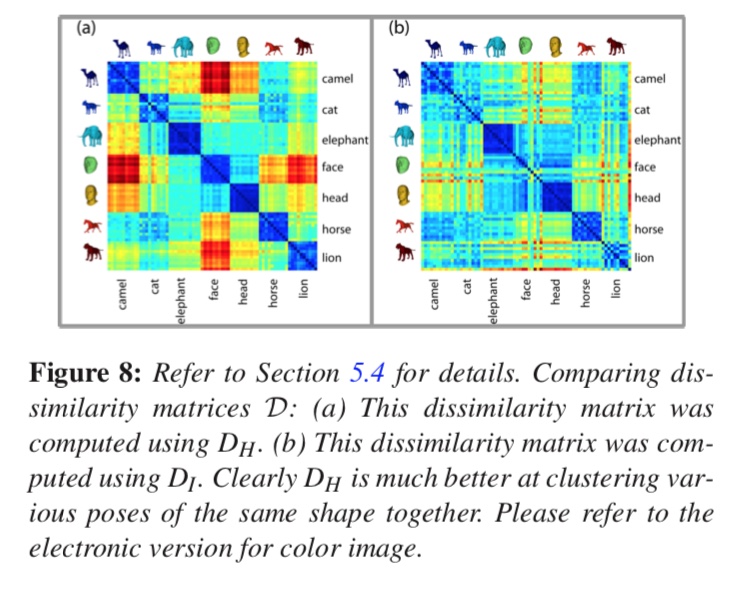 (a)
(b)
camel
cat
elephant
face
head
horse
lion
camel
cat
elephant
face
head
horse
lion
camel
cat
elephant
face
head
horse
lion
camel
cat
elephant
face
head
horse
lion
Figure 8: Refer to Section 5.4 for details. Comparing dis-
similarity matrices D: (a) This dissimilarity matrix was
computed using D_H. (b) This dissimilarity matrix was com-
puted using D_I. Clearly D_H is much better at clustering var-
ious poses of the same shape together. Please refer to the
electronic version for color image.